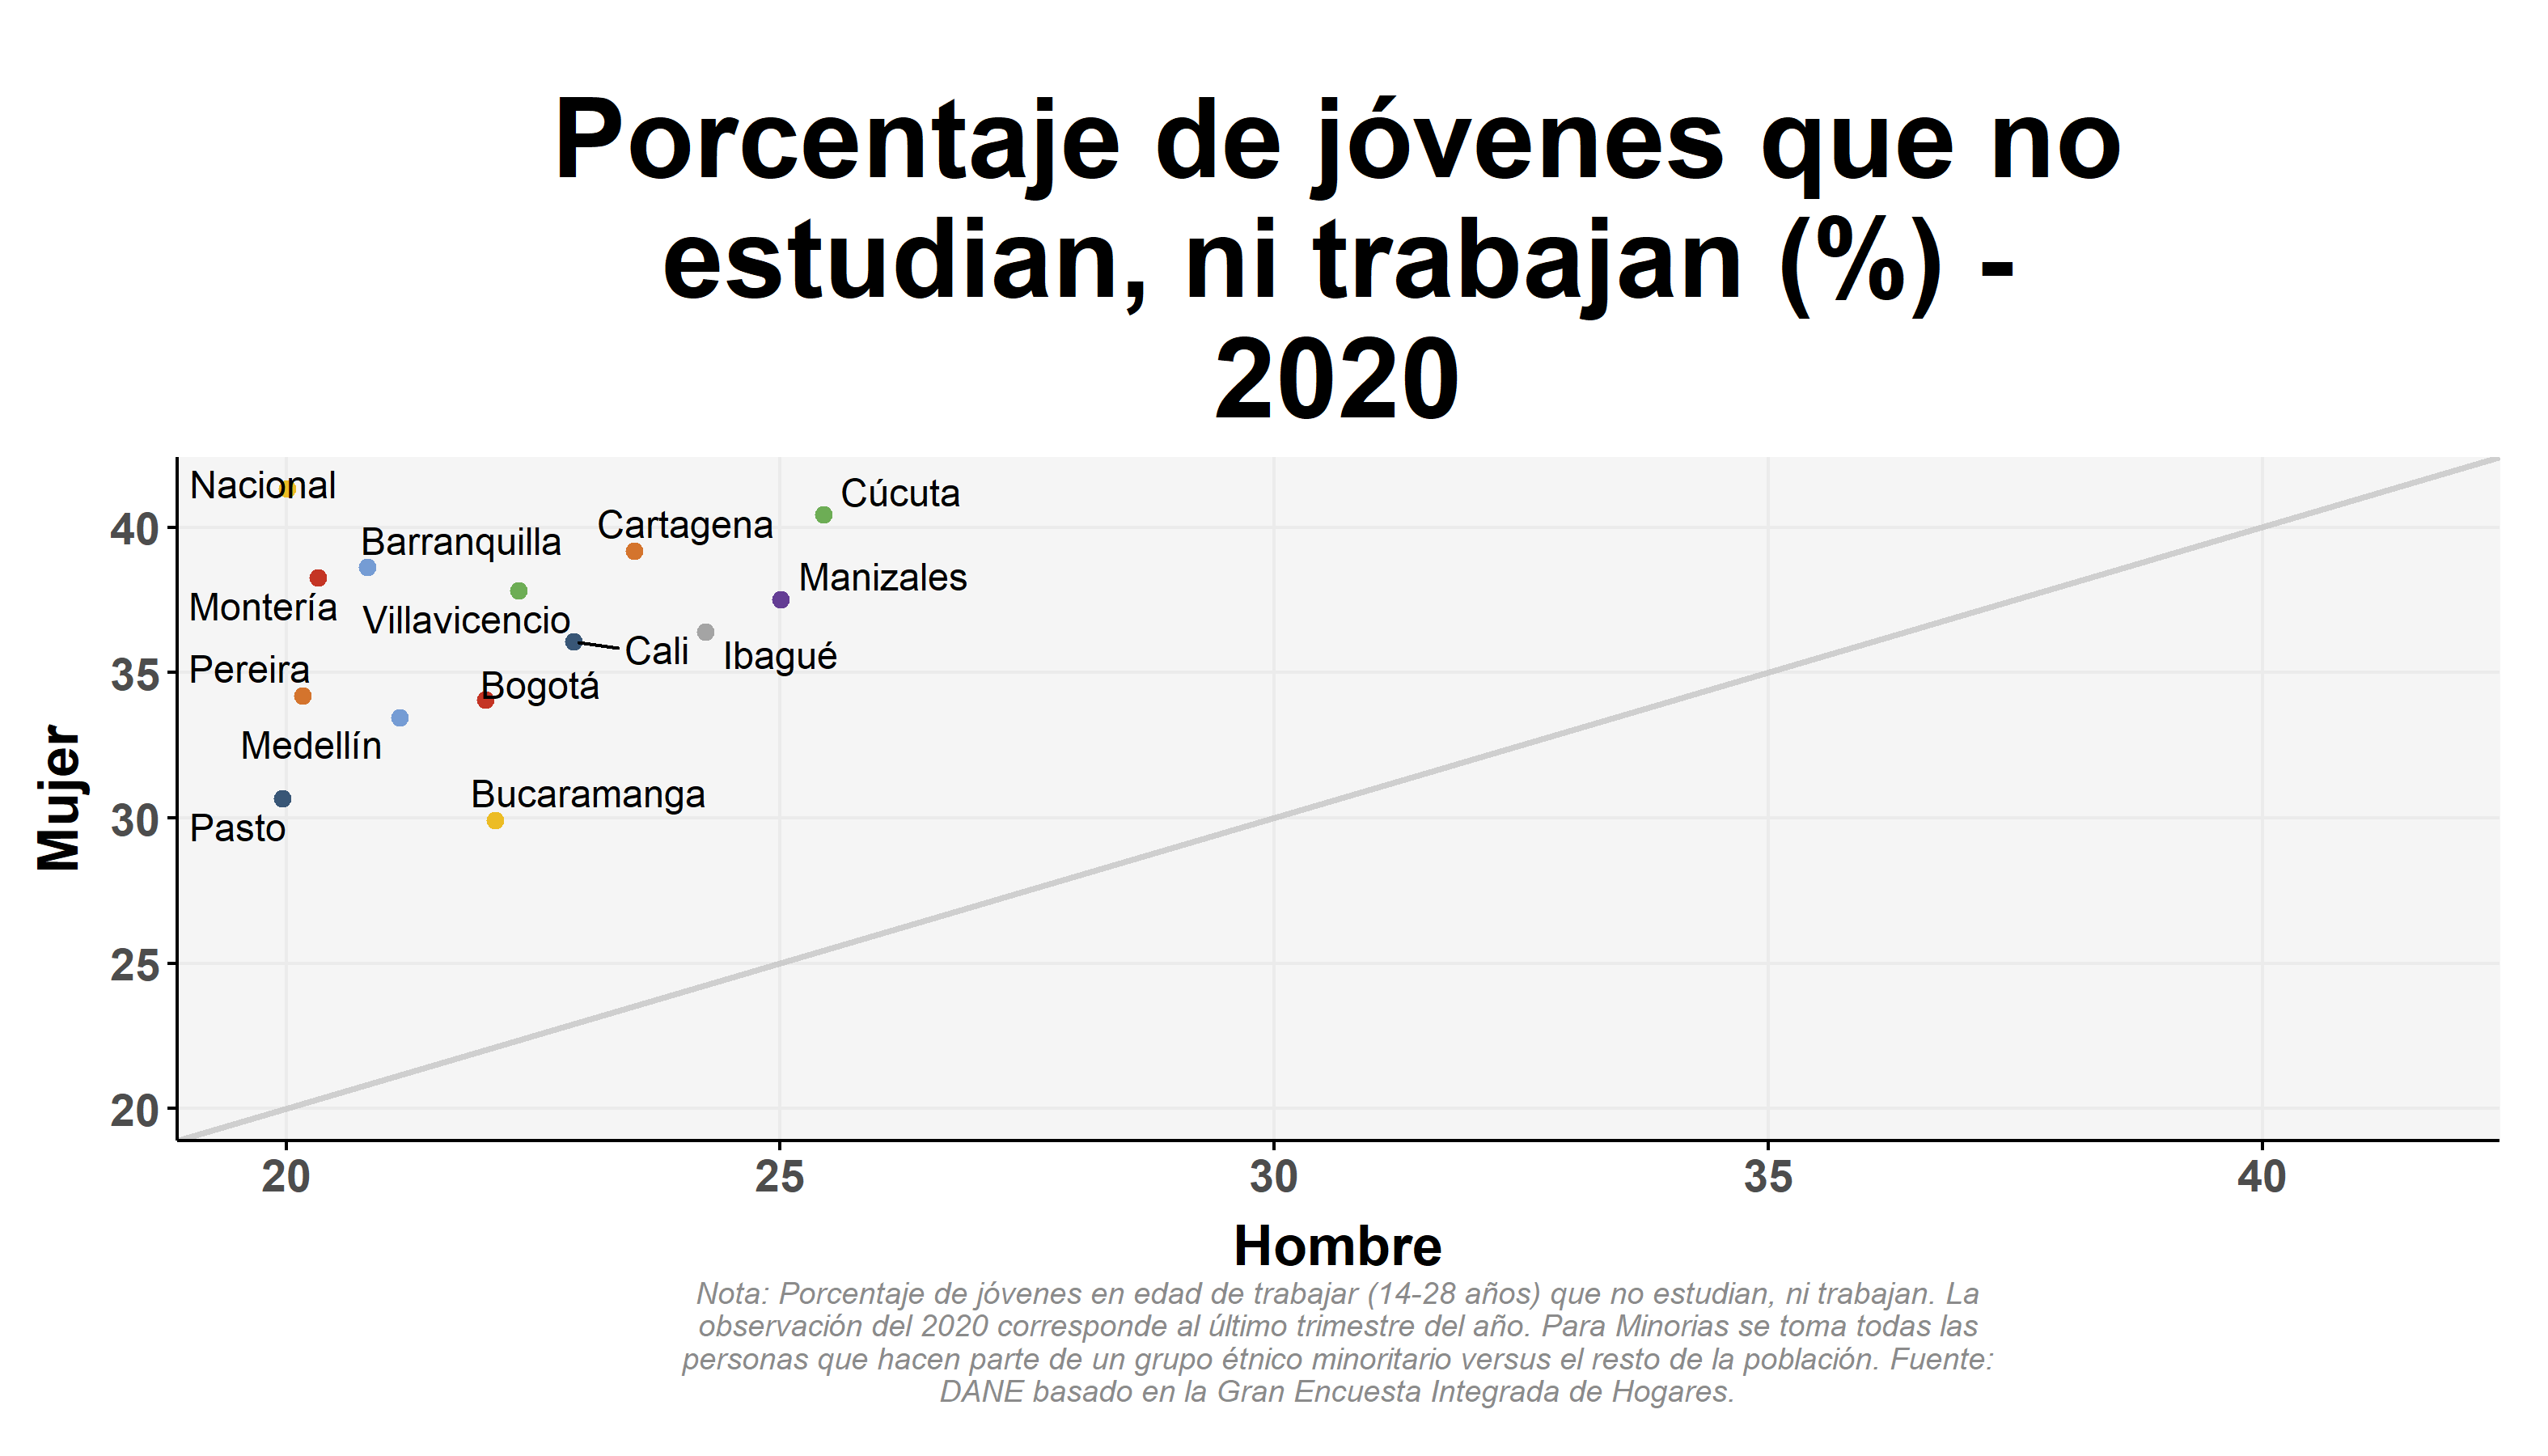 Porcentaje de jóvenes que no
estudian, ni trabajan (%) -
2020
Nacional
Cúcuta
Cartagena
40
Barranquilla
Manizales
Montería
Villavicencio
Cali
Ibagué
Pereira
35
Bogotá
Medellín
Mujer
Bucaramanga
30
Pasto
25
20
20 25 30 35 40
Hombre
Nota: Porcentaje de jóvenes en edad de trabajar (14-28 años) que no estudian, ni trabajan. La
observación del 2020 corresponde al último trimestre del año. Para Minorias se toma todas las
personas que hacen parte de un grupo étnico minoritario versus el resto de la población. Fuente:
DANE basado en la Gran Encuesta Integrada de Hogares.